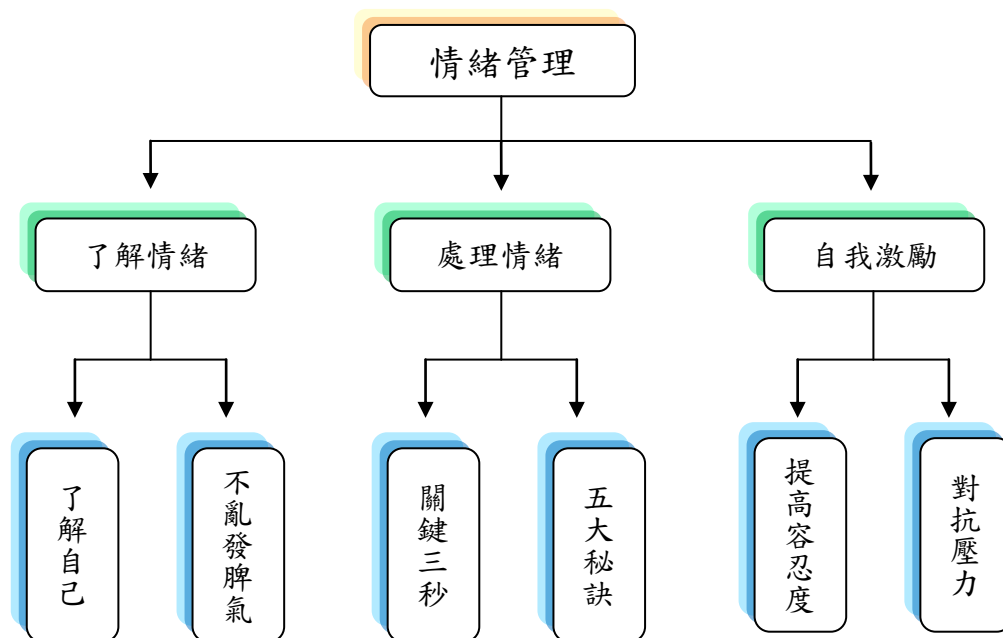 情緒管理
了解情緒
處理情緒
自我激勵
了解自己
不亂發脾氣
關鍵三秒
五大秘訣
提高容忍度
對抗壓力